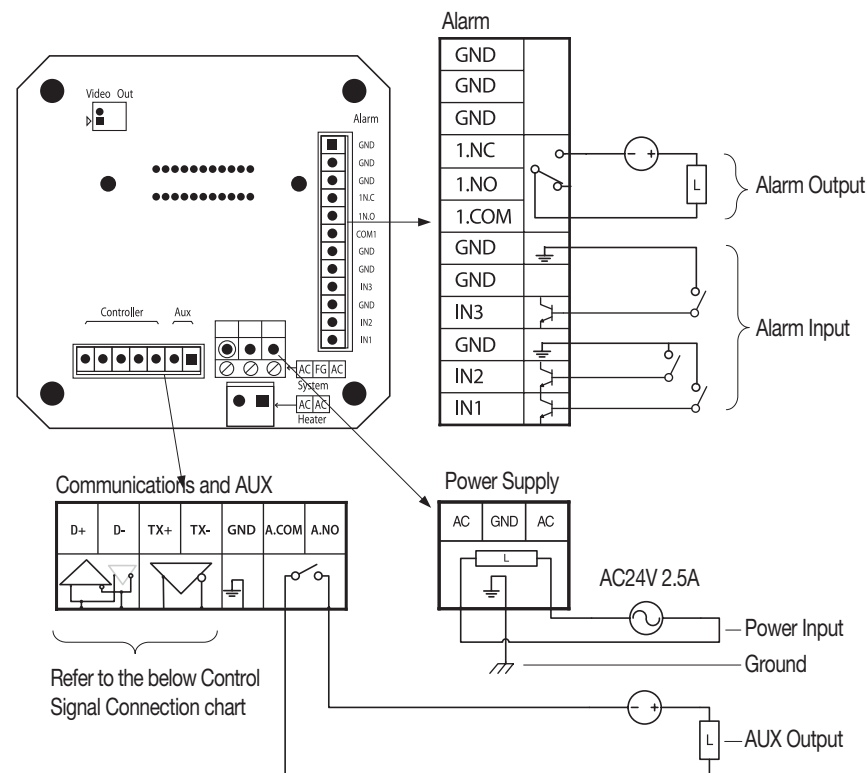 Video Out
Alarm
GND
GND
GND
1N.C
1N.O
COM1
GND
GND
IN3
GND
IN2
IN1
Controller Aux
AC FG AC
System
AC AC
Heater
Alarm
GND
GND
GND
1.NC
1.NO
1.COM
GND
GND
IN3
GND
IN2
IN1
- +
L
Alarm Output
Alarm Input
Communications and AUX
D+ D- TX+ TX- GND A.COM A.NO
Refer to the below Control
Signal Connection chart
Power Supply
AC GND AC
L
AC24V 2.5A
Power Input
Ground
- +
L
AUX Output